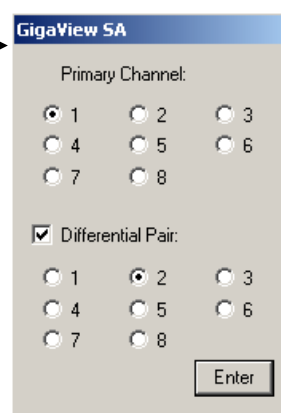 GigaView SA
Primary Channel:
1 2 3
4 5 6
7 8
Differential Pair:
1 2 3
4 5 6
7 8
Enter